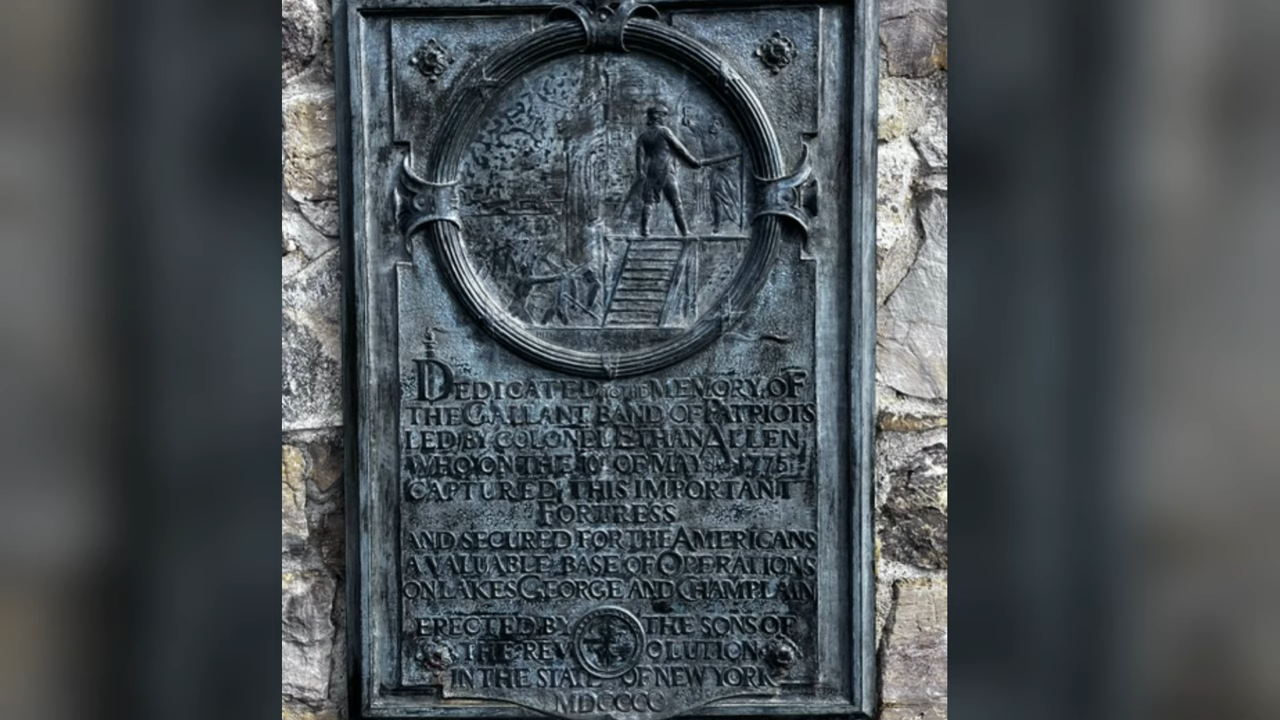 DEDICATED TO THE MEMORY OF
THE GALLANT BAND OF PATRIOTS
LED BY COLONEL ETHAN ALLEN
WHO ON THE 10TH OF MAY 1775
CAPTURED THIS IMPORTANT
FORTRESS
AND SECURED FOR THE AMERICANS
A VALUABLE BASE OF OPERATIONS
ON LAKES GEORGE AND CHAMPLAIN
ERECTED BY THE SONS OF
THE REVOLUTION
IN THE STATE OF NEW YORK
MDCCCC